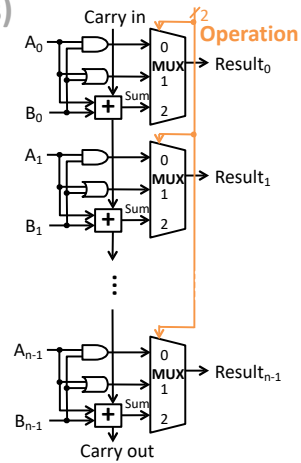 )
Carry in
2
Operation
A0
0
MUX
Result0
1
B0
+
Sum
2
A1
0
MUX
Result1
1
B1
+
Sum
2
...
An-1
0
MUX
Resultn-1
1
Bn-1
+
Sum
2
Carry out